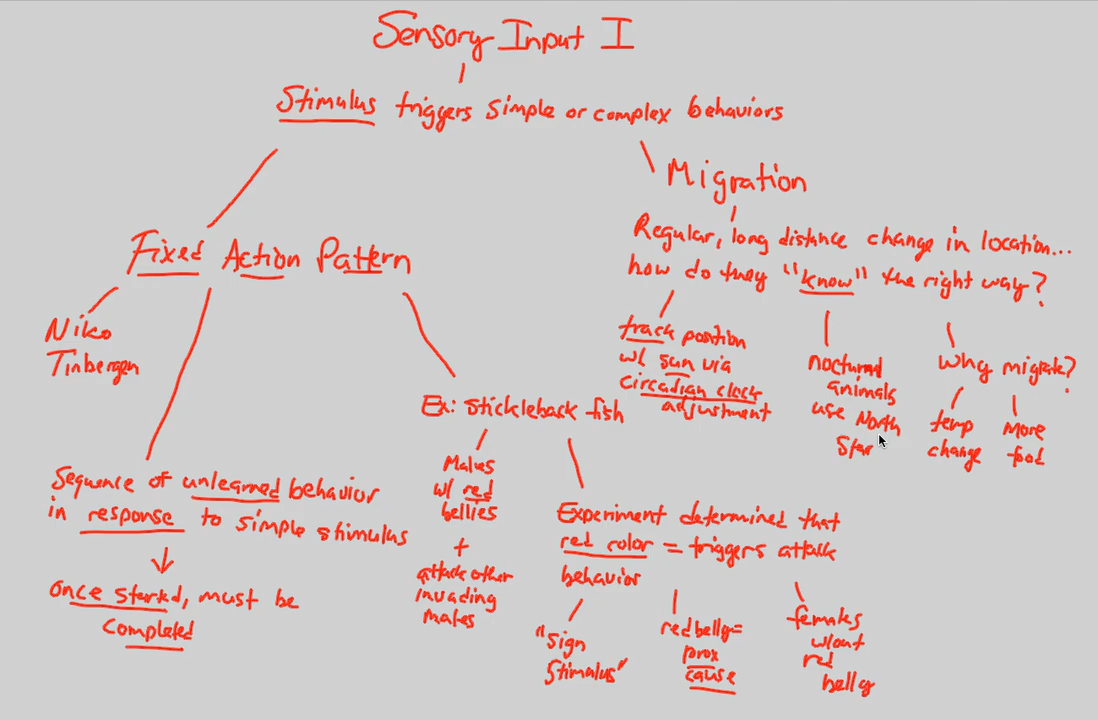 Sensory Input I
Stimulus triggers simple or complex behaviors
Fixed Action Pattern
Niko
Tinbergen
Sequence of unlearned behavior
in response to simple stimulus
Once started, must be
completed
Ex: stickleback fish
Males
w/ red
bellies
+
attack other
invading
males
Experiment determined that
red color = triggers attack
behavior
"Sign
Stimulus"
red belly=
prox
cause
females
w/out
red
belly
Migration
Regular, long distance change in location...
how do they "know" the right way?
track position
w/ sun via
circadian clock
adjustment
nocturnal
animals
use North
Star
Why migrate?
temp
change
more
food